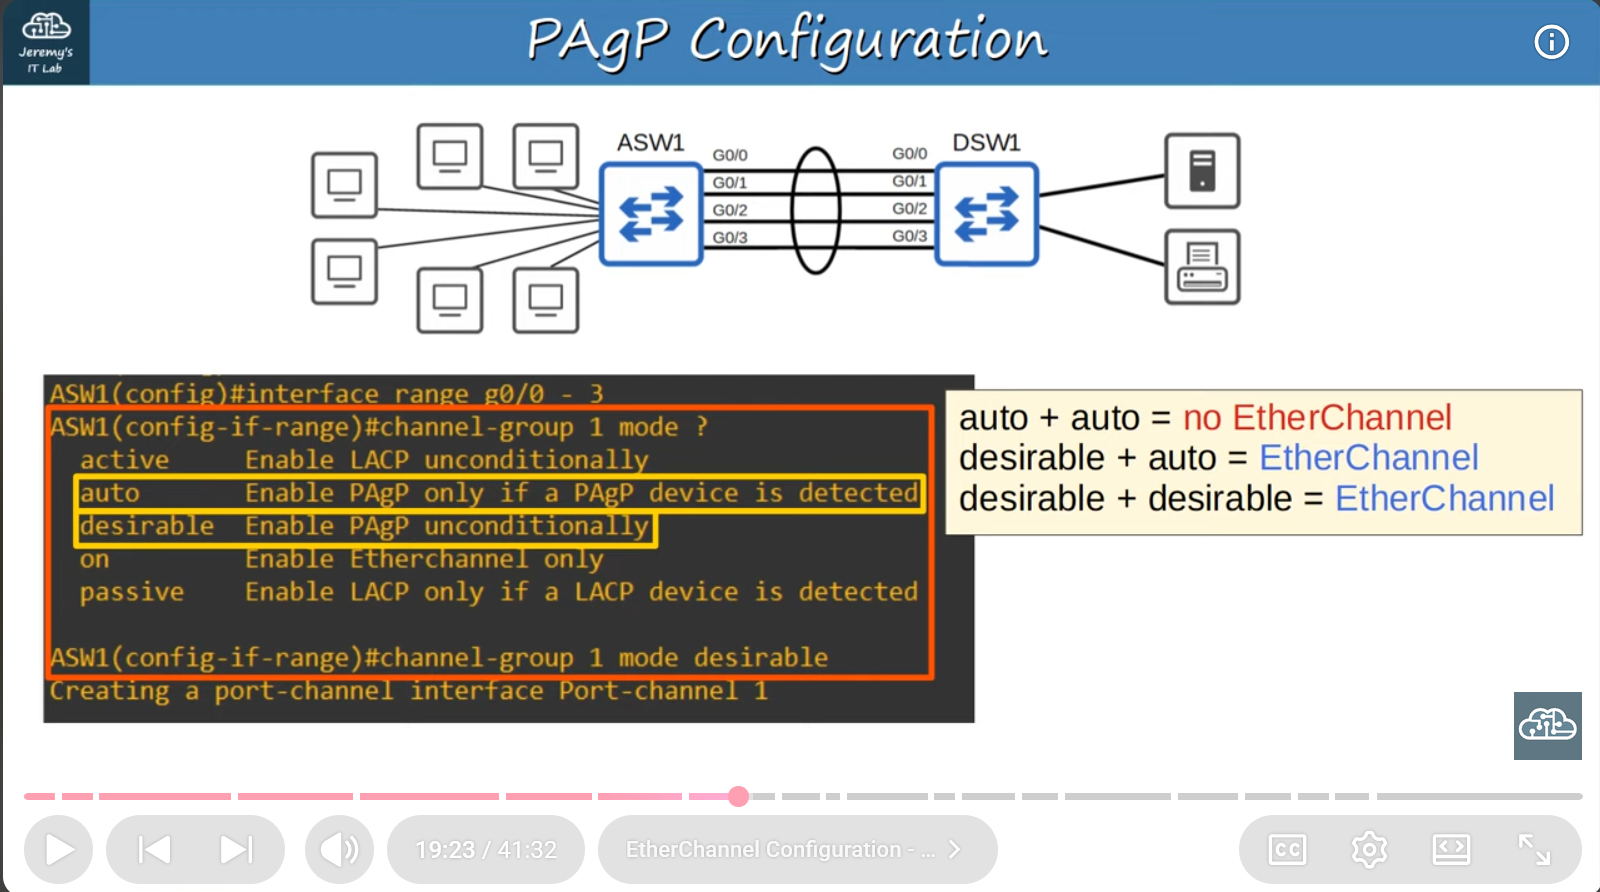 Jeremy's
IT Lab
PAgP Configuration
ASW1
DSW1
G0/0
G0/0
G0/1
G0/1
G0/2
G0/2
G0/3
G0/3
ASW1(config)#interface range g0/0 - 3
ASW1(config-if-range)#channel-group 1 mode ?
active Enable LACP unconditionally
auto Enable PAgP only if a PAgP device is detected
desirable Enable PAgP unconditionally
on Enable Etherchannel only
passive Enable LACP only if a LACP device is detected
ASW1(config-if-range)#channel-group 1 mode desirable
Creating a port-channel interface Port-channel 1
auto + auto = no EtherChannel
desirable + auto = EtherChannel
desirable + desirable = EtherChannel
19:23 / 41:32
EtherChannel Configuration - ...
CC